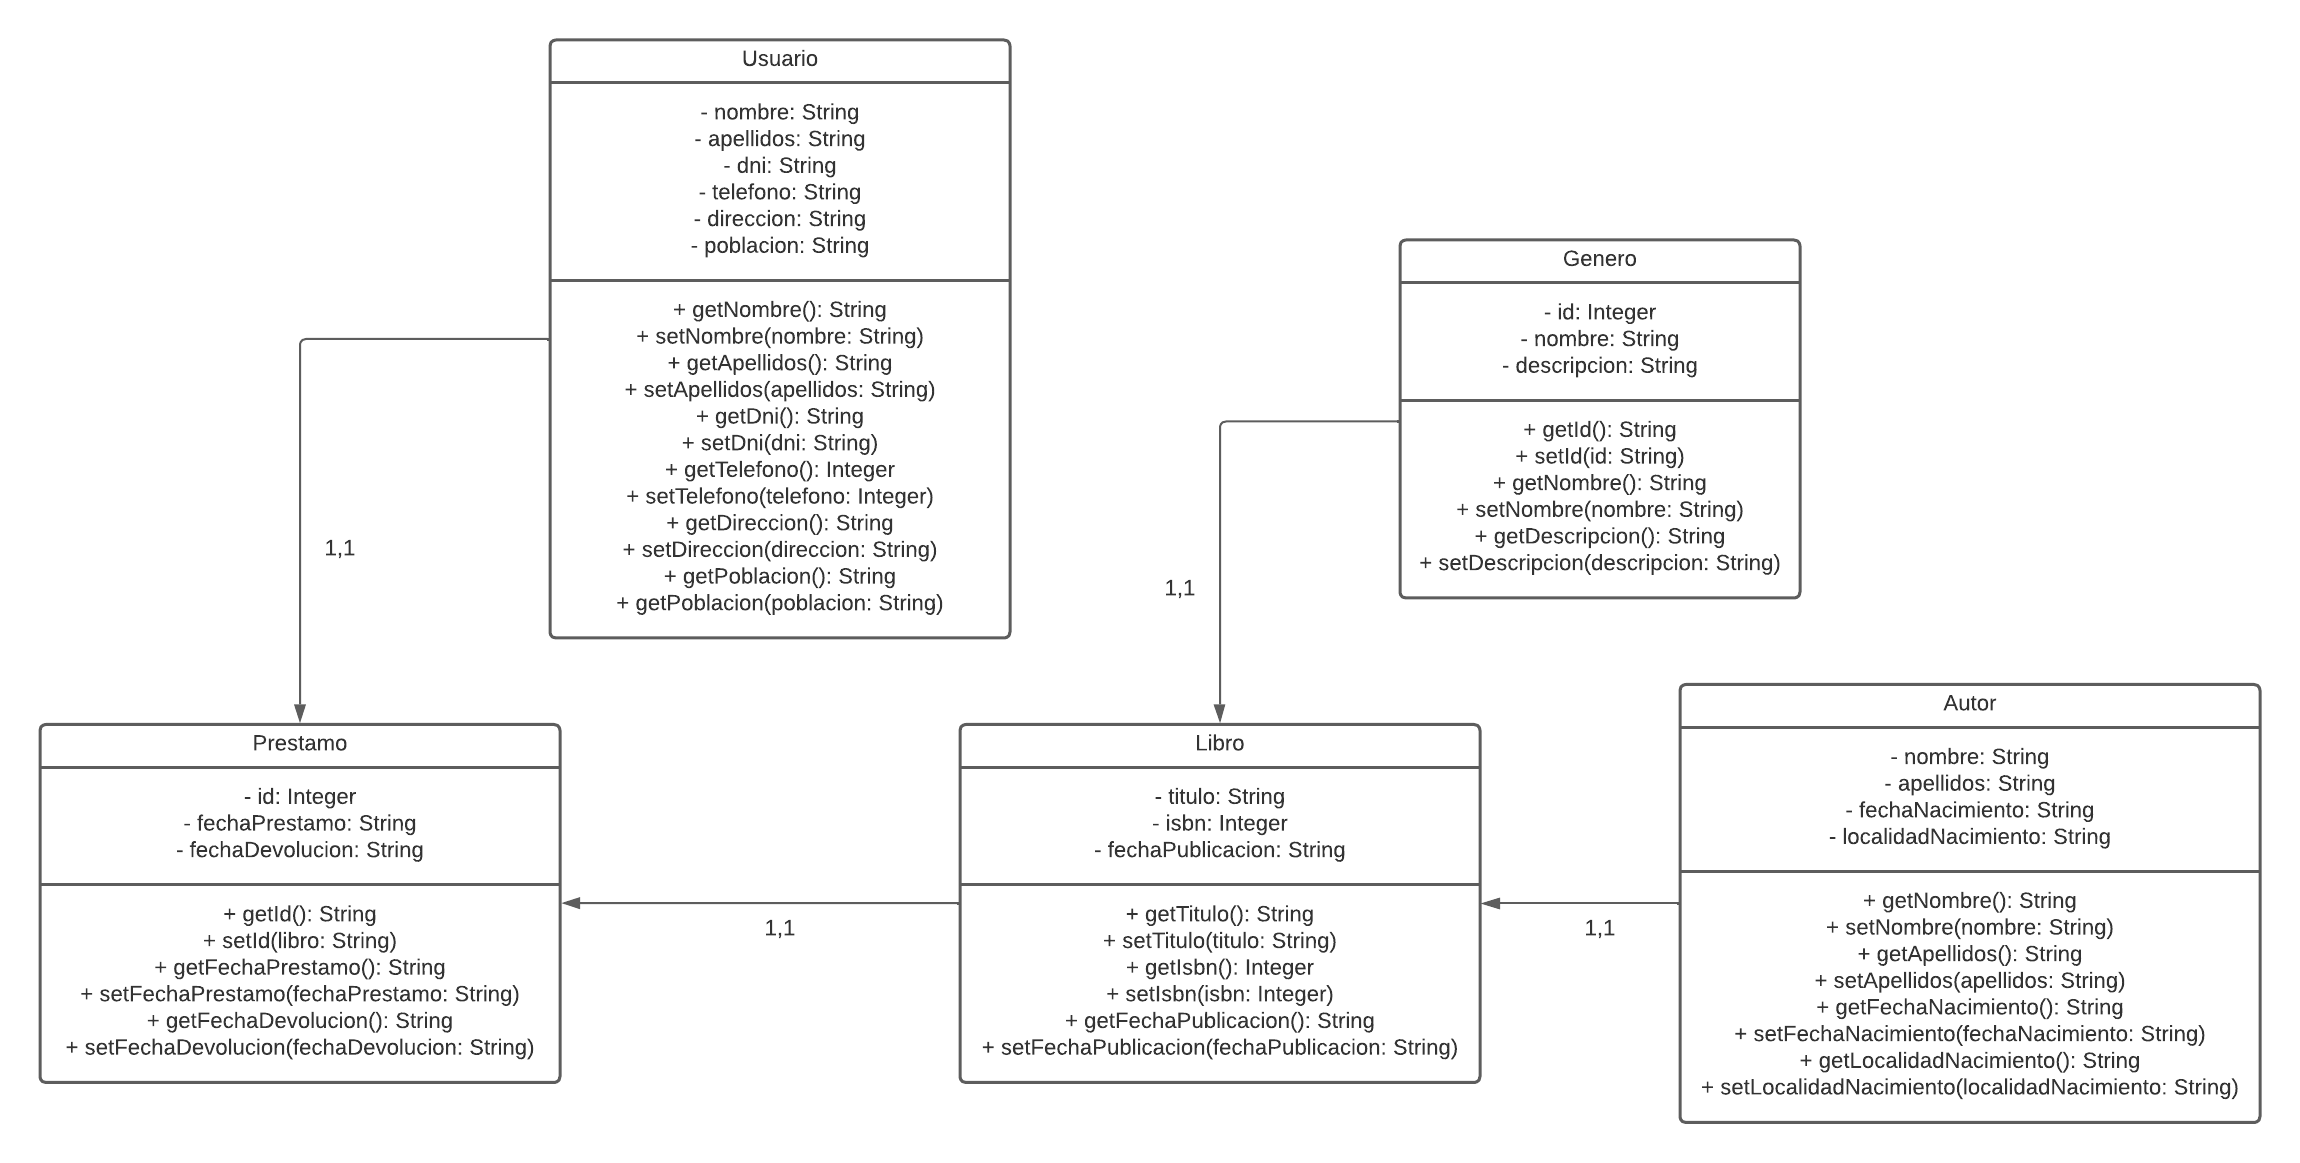 Usuario
- nombre: String
- apellidos: String
- dni: String
- telefono: String
- direccion: String
- poblacion: String
+ getNombre(): String
+ setNombre(nombre: String)
+ getApellidos(): String
+ setApellidos(apellidos: String)
+ getDni(): String
+ setDni(dni: String)
+ getTelefono(): Integer
+ setTelefono(telefono: Integer)
+ getDireccion(): String
+ setDireccion(direccion: String)
+ getPoblacion(): String
+ getPoblacion(poblacion: String)
1,1
Genero
- id: Integer
- nombre: String
- descripcion: String
+ getId(): String
+ setId(id: String)
+ getNombre(): String
+ setNombre(nombre: String)
+ getDescripcion(): String
+ setDescripcion(descripcion: String)
1,1
Prestamo
- id: Integer
- fechaPrestamo: String
- fechaDevolucion: String
+ getId(): String
+ setId(libro: String)
+ getFechaPrestamo(): String
+ setFechaPrestamo(fechaPrestamo: String)
+ getFechaDevolucion(): String
+ setFechaDevolucion(fechaDevolucion: String)
1,1
Libro
- titulo: String
- isbn: Integer
- fechaPublicacion: String
+ getTitulo(): String
+ setTitulo(titulo: String)
+ getIsbn(): Integer
+ setIsbn(isbn: Integer)
+ getFechaPublicacion(): String
+ setFechaPublicacion(fechaPublicacion: String)
1,1
Autor
- nombre: String
- apellidos: String
- fechaNacimiento: String
- localidadNacimiento: String
+ getNombre(): String
+ setNombre(nombre: String)
+ getApellidos(): String
+ setApellidos(apellidos: String)
+ getFechaNacimiento(): String
+ setFechaNacimiento(fechaNacimiento: String)
+ getLocalidadNacimiento(): String
+ setLocalidadNacimiento(localidadNacimiento: String)